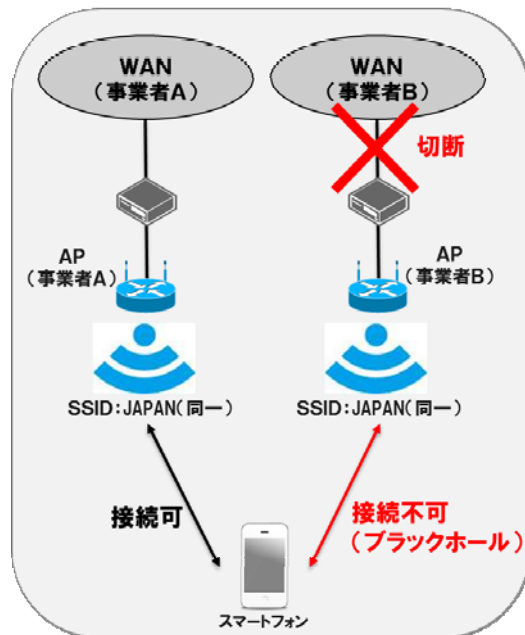 WAN
（事業者A）
WAN
（事業者B）
切断
AP
（事業者A）
AP
（事業者B）
SSID：JAPAN（同一）
SSID：JAPAN（同一）
接続可
接続不可
（ブラックホール）
スマートフォン